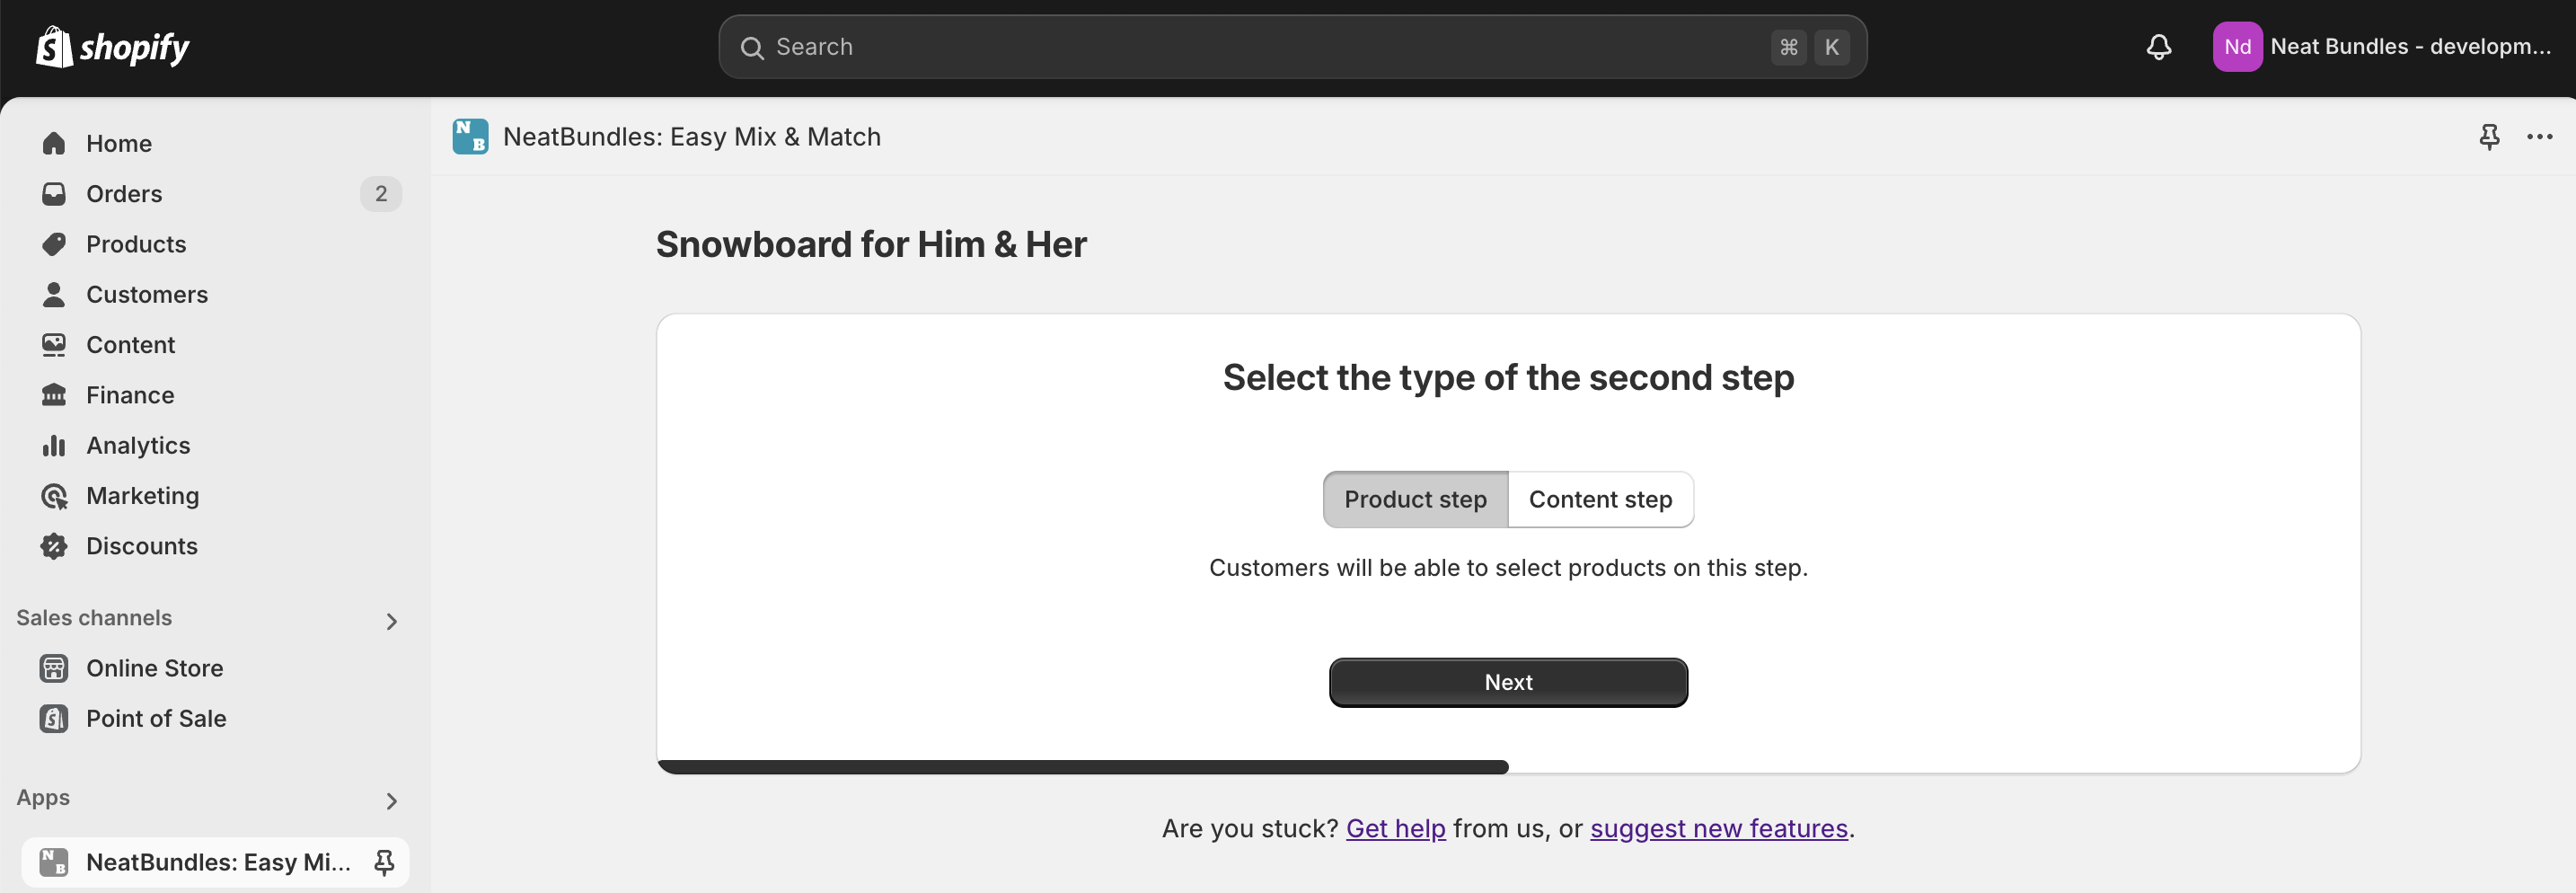 shopify
Search
⌘ K
Nd
Neat Bundles - developm...
Home
Orders
2
Products
Customers
Content
Finance
Analytics
Marketing
Discounts
Sales channels
Online Store
Point of Sale
Apps
NB
NeatBundles: Easy Mi...
NB
NeatBundles: Easy Mix & Match
Snowboard for Him & Her
Select the type of the second step
Product step
Content step
Customers will be able to select products on this step.
Next
Are you stuck? Get help from us, or suggest new features.